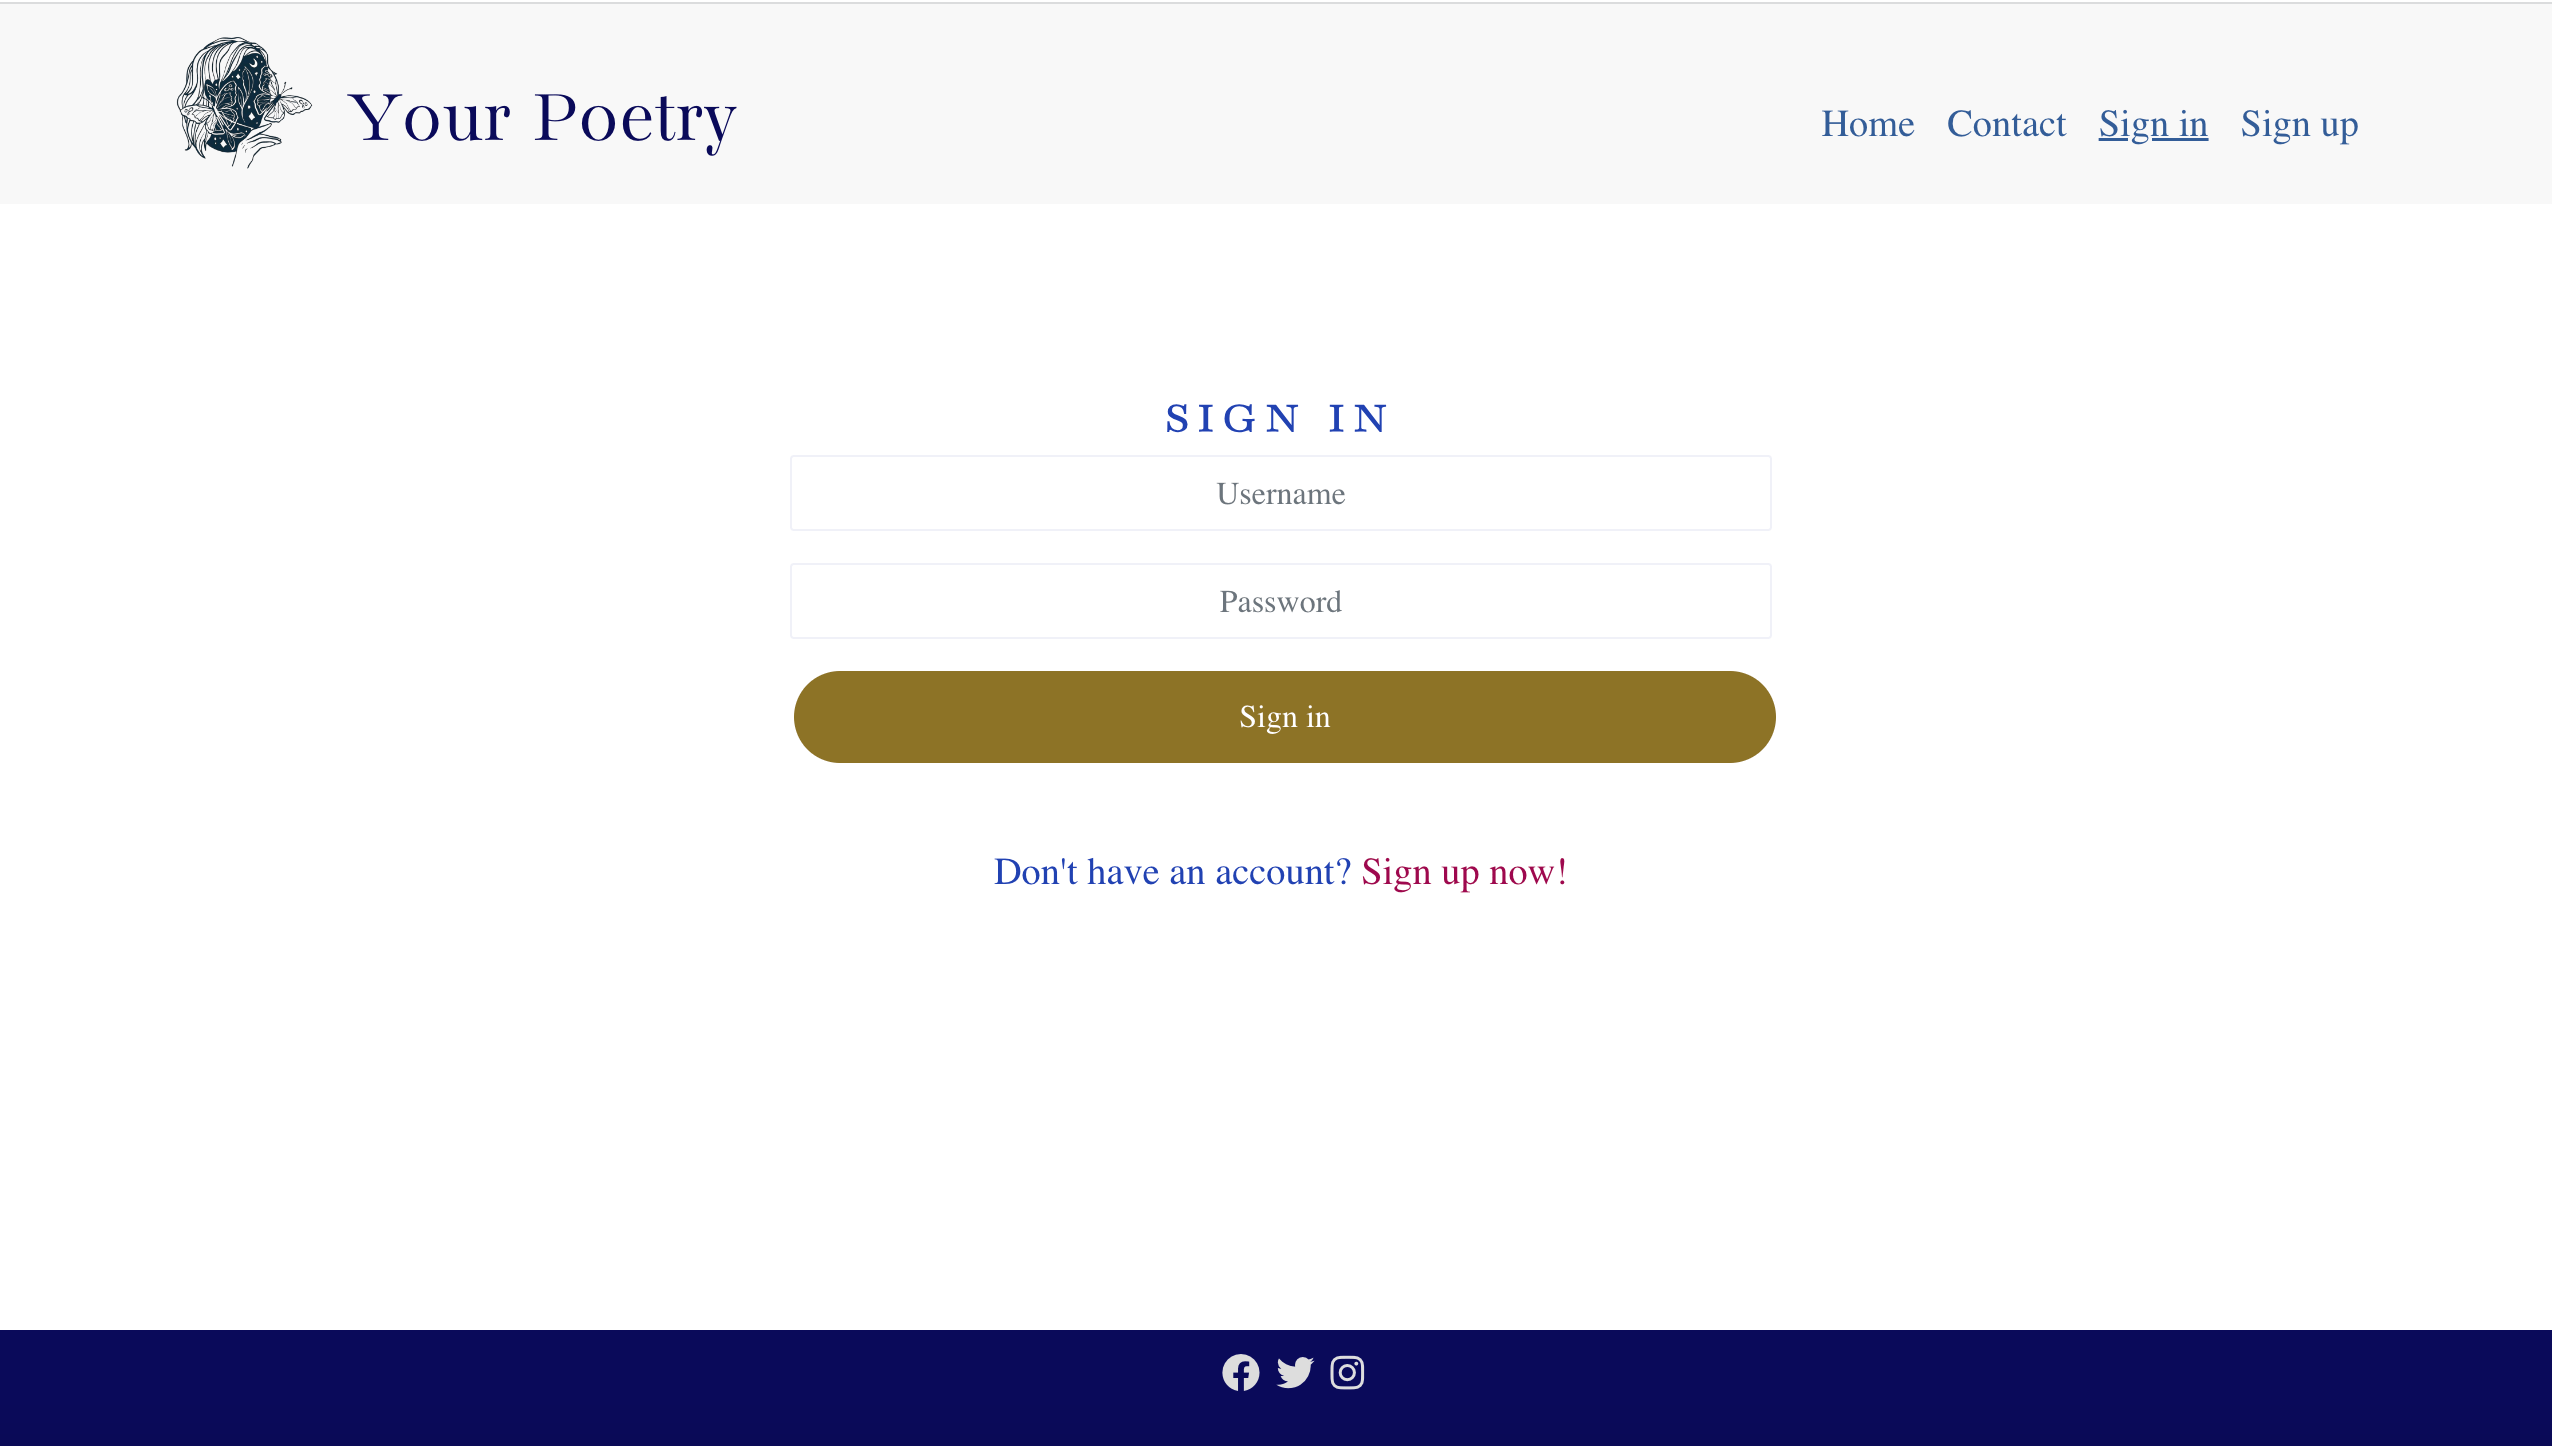 Your Poetry
Home Contact Sign in Sign up
SIGN IN
Username
Password
Sign in
Don't have an account? Sign up now!